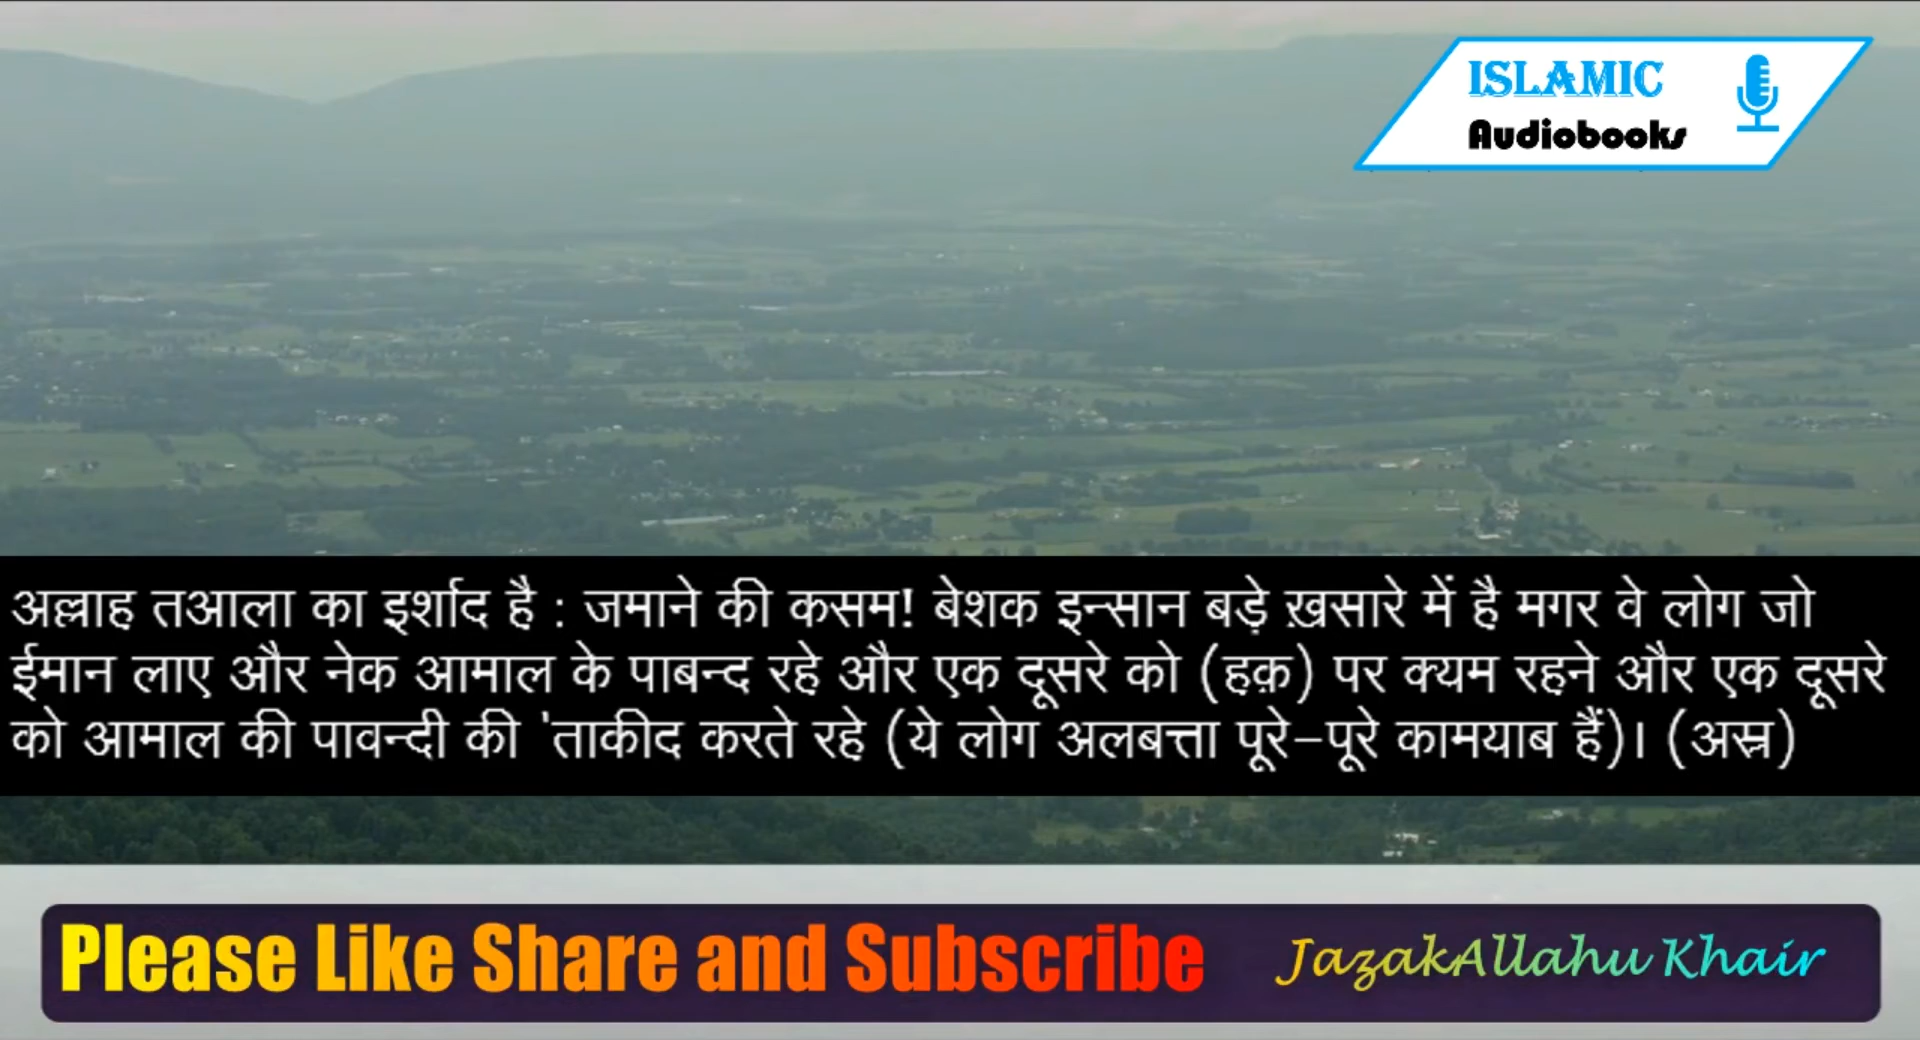 ISLAMIC
Audiobooks
अल्लाह तआला का इर्शाद है : जमाने की कसम! बेशक इन्सान बड़े ख़सारे में है मगर वे लोग जो
ईमान लाए और नेक आमाल के पाबन्द रहे और एक दूसरे को (हक़) पर क्यम रहने और एक दूसरे
को आमाल की पावन्दी की 'ताकीद करते रहे (ये लोग अलबत्ता पूरे-पूरे कामयाब हैं)। (अस्र)
Please Like Share and Subscribe
JazakAllahu Khair